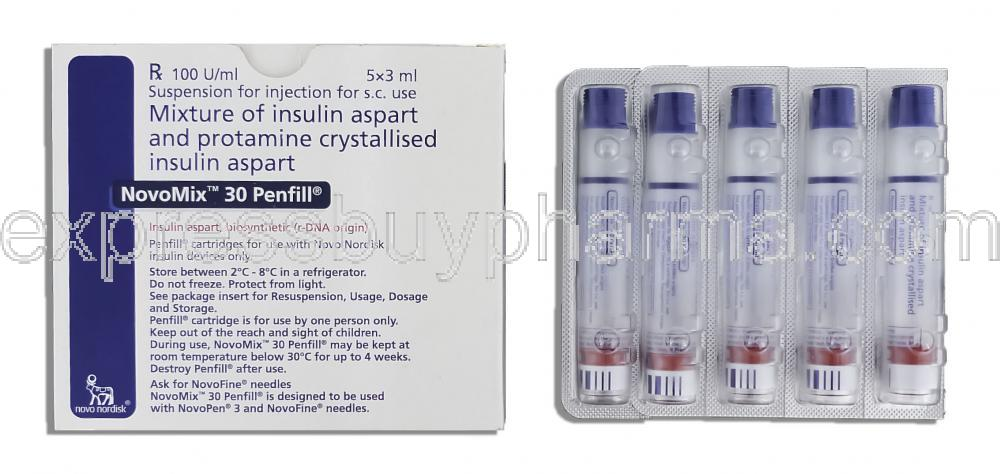 Rx 100 U/ml 5×3 ml
Suspension for injection for s.c. use
Mixture of insulin aspart
and protamine crystallised
insulin aspart
NovoMix™ 30 Penfill®
Insulin aspart, biosynthetic (r-DNA origin)
Penfill® cartridges for use with Novo Nordisk
insulin devices only.
Store between 2°C - 8°C in a refrigerator.
Do not freeze. Protect from light.
See package insert for Resuspension, Usage, Dosage
and Storage.
Penfill® cartridge is for use by one person only.
Keep out of the reach and sight of children.
During use, NovoMix™ 30 Penfill® may be kept at
room temperature below 30°C for up to 4 weeks.
Destroy Penfill® after use.
Ask for NovoFine® needles
NovoMix™ 30 Penfill® is designed to be used
with NovoPen® 3 and NovoFine® needles.
novo nordisk®
expressbuypharma.com
Mixture of insulin aspart
and protamine crystallised
insulin aspart